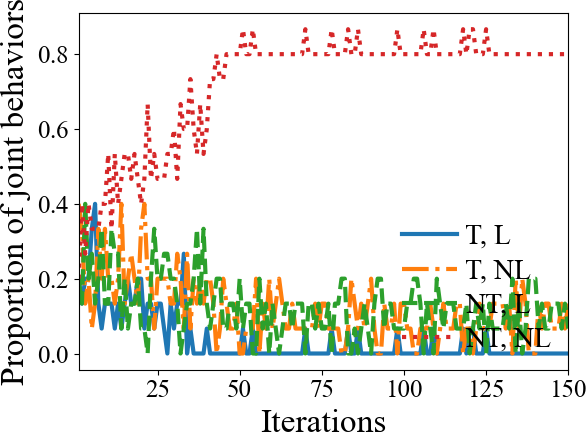 Proportion of joint behaviors
0.8
0.6
0.4
0.2
0.0
T, L
T, NL
NT, L
NT, NL
25
50
75
100
125
150
Iterations